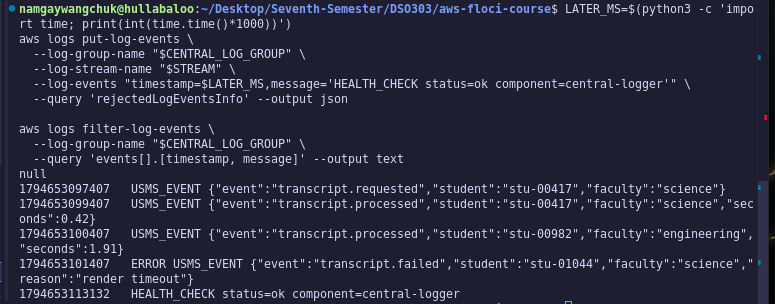 namgaywangchuk@hullabaloo:~/Desktop/Seventh-Semester/DSO303/aws-floci-course$ LATER_MS=$(python3 -c 'impo
rt time; print(int(time.time()*1000))')
aws logs put-log-events \
  --log-group-name "$CENTRAL_LOG_GROUP" \
  --log-stream-name "$STREAM" \
  --log-events "timestamp=$LATER_MS,message='HEALTH_CHECK status=ok component=central-logger'" \
  --query 'rejectedLogEventsInfo' --output json

aws logs filter-log-events \
  --log-group-name "$CENTRAL_LOG_GROUP" \
  --query 'events[].[timestamp, message]' --output text
null
1794653097407   USMS_EVENT {"event":"transcript.requested","student":"stu-00417","faculty":"science"}
1794653099407   USMS_EVENT {"event":"transcript.processed","student":"stu-00417","faculty":"science","sec
onds":0.42}
1794653100407   USMS_EVENT {"event":"transcript.processed","student":"stu-00982","faculty":"engineering",
"seconds":1.91}
1794653101407   ERROR USMS_EVENT {"event":"transcript.failed","student":"stu-01044","faculty":"science","
reason":"render timeout"}
1794653113132   HEALTH_CHECK status=ok component=central-logger